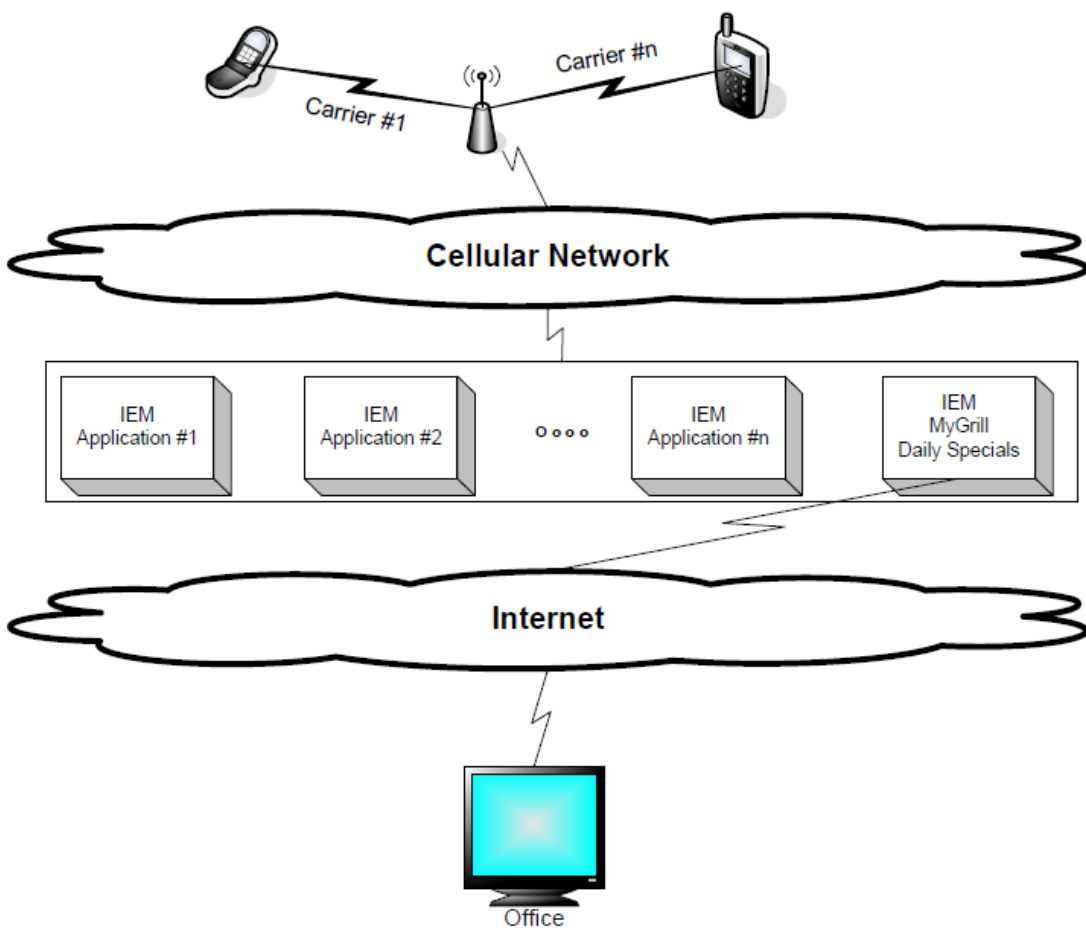 Carrier #1
Carrier #n
Cellular Network
IEM
Application #1
IEM
Application #2
O o o o
IEM
Application #n
IEM
MyGrill
Daily Specials
Internet
Office